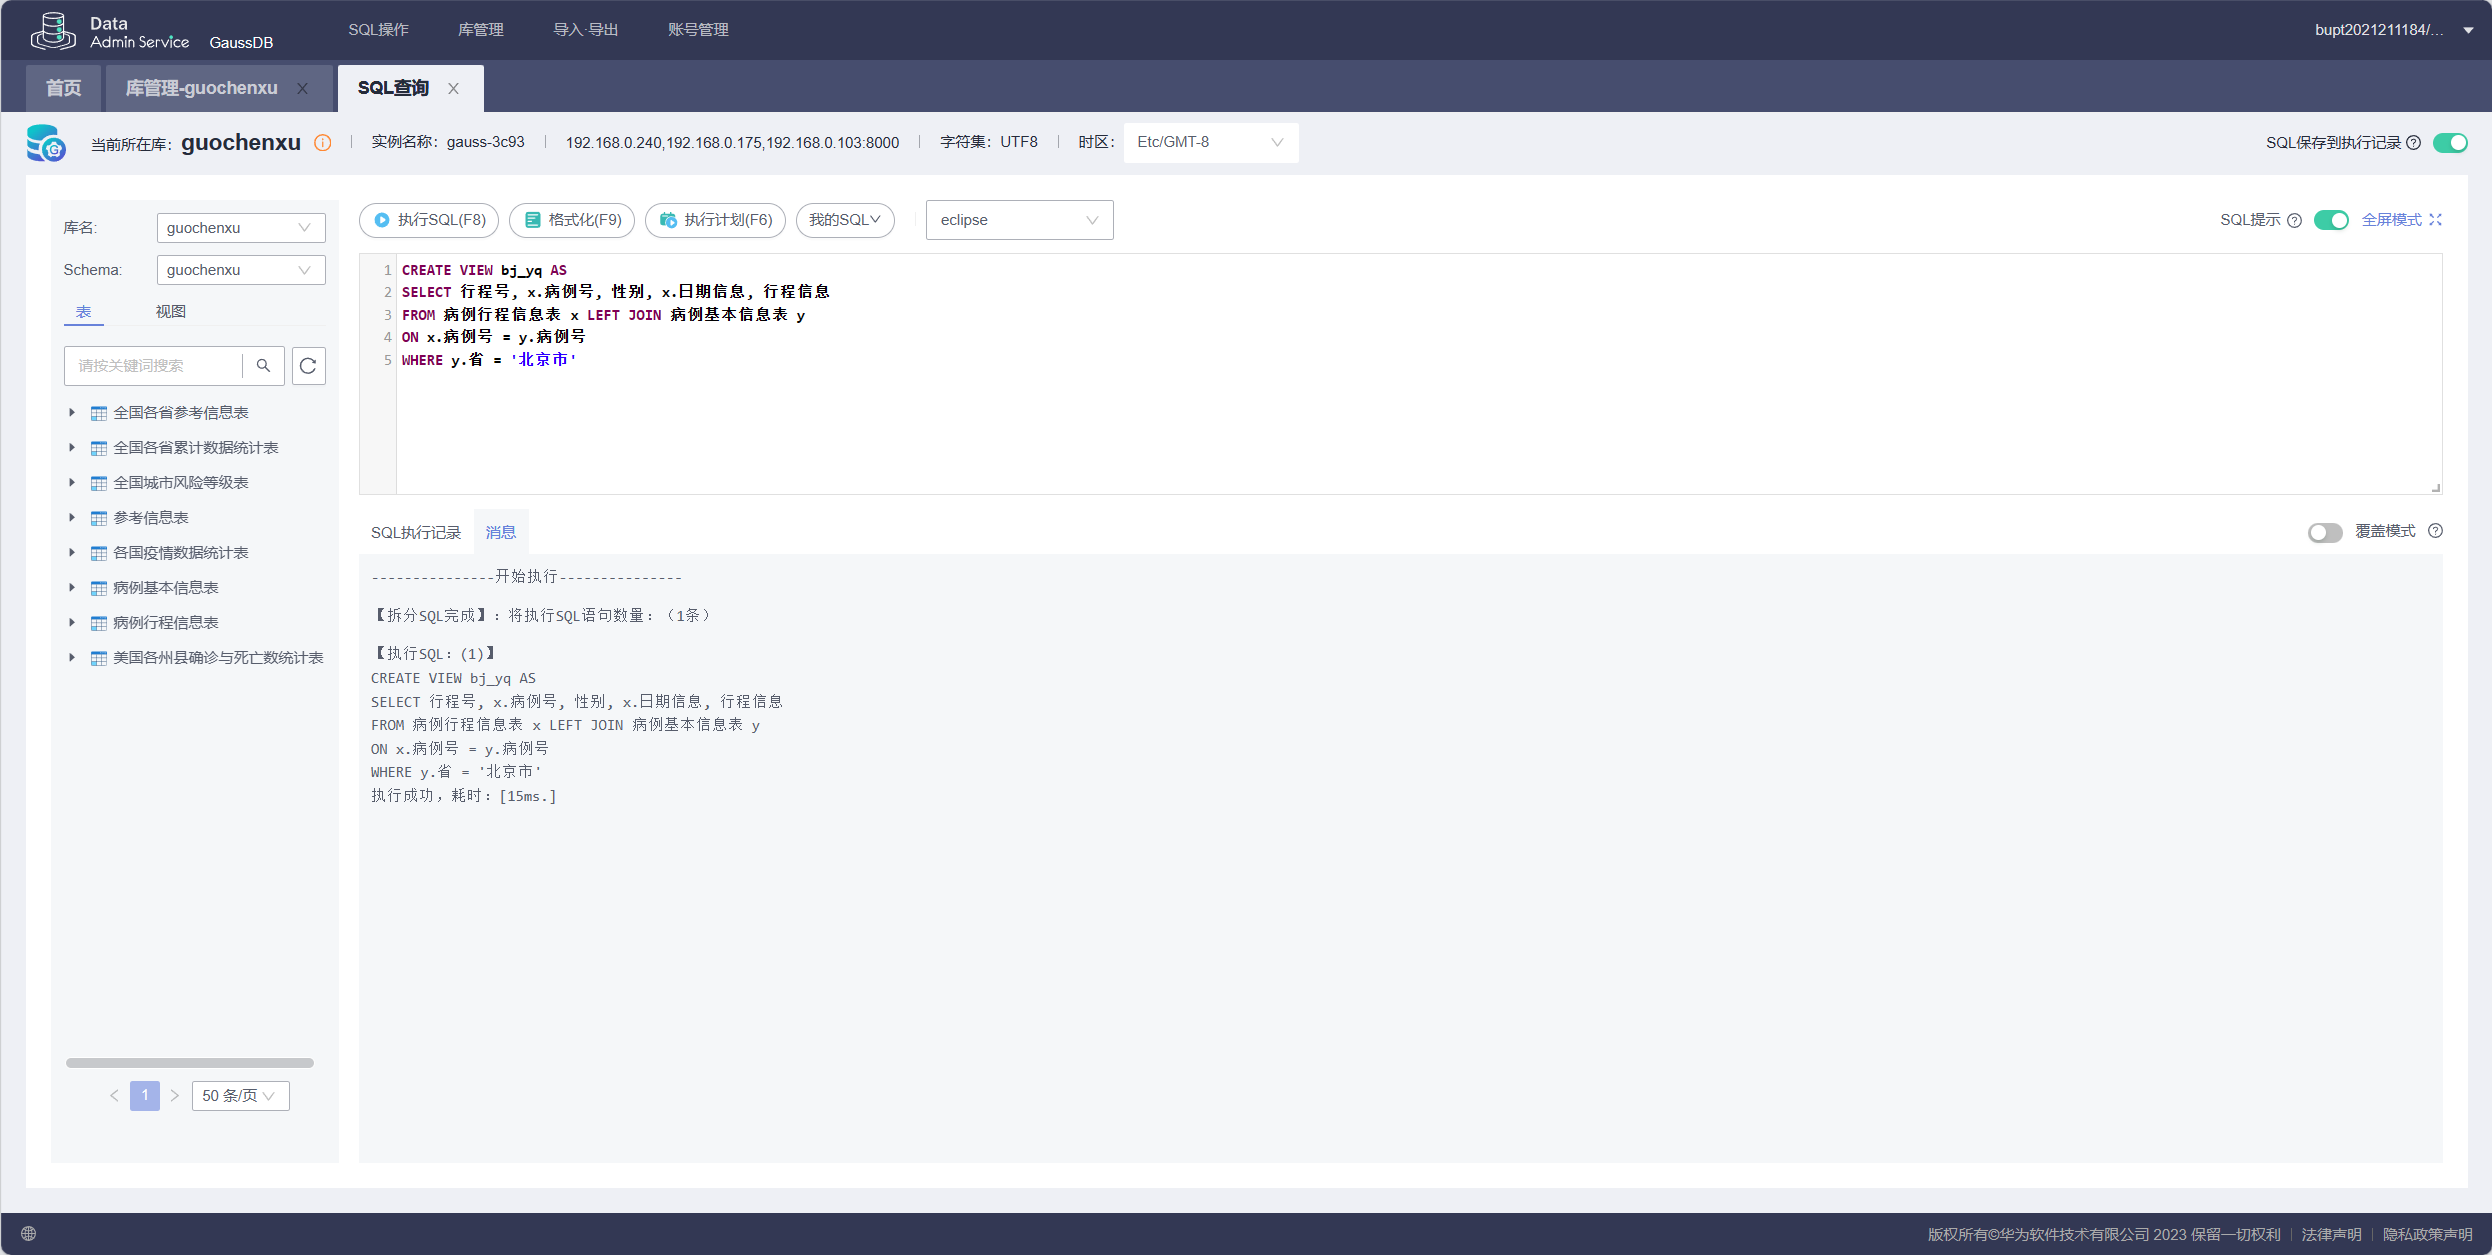 Data
Admin Service
GaussDB
SQL操作
库管理
导入·导出
账号管理
bupt2021211184/...
首页
库管理-guochenxu
SQL查询
当前所在库: guochenxu
实例名称: gauss-3c93
192.168.0.240,192.168.0.175,192.168.0.103:8000
字符集: UTF8
时区:
Etc/GMT-8
SQL保存到执行记录
库名:
guochenxu
Schema:
guochenxu
表
视图
请按关键词搜索
全国各省参考信息表
全国各省累计数据统计表
全国城市风险等级表
参考信息表
各国疫情数据统计表
病例基本信息表
病例行程信息表
美国各州县确诊与死亡数统计表
1
50 条/页
执行SQL(F8)
格式化(F9)
执行计划(F6)
我的SQL
eclipse
SQL提示
全屏模式
1 CREATE VIEW bj_yq AS
2 SELECT 行程号, x.病例号, 性别, x.日期信息, 行程信息
3 FROM 病例行程信息表 x LEFT JOIN 病例基本信息表 y
4 ON x.病例号 = y.病例号
5 WHERE y.省 = '北京市'
SQL执行记录
消息
覆盖模式
---------------开始执行---------------
【拆分SQL完成】：将执行SQL语句数量：（1条）
【执行SQL：(1)】
CREATE VIEW bj_yq AS
SELECT 行程号, x.病例号, 性别, x.日期信息, 行程信息
FROM 病例行程信息表 x LEFT JOIN 病例基本信息表 y
ON x.病例号 = y.病例号
WHERE y.省 = '北京市'
执行成功，耗时：[15ms.]
版权所有©华为软件技术有限公司 2023 保留一切权利
法律声明
隐私政策声明